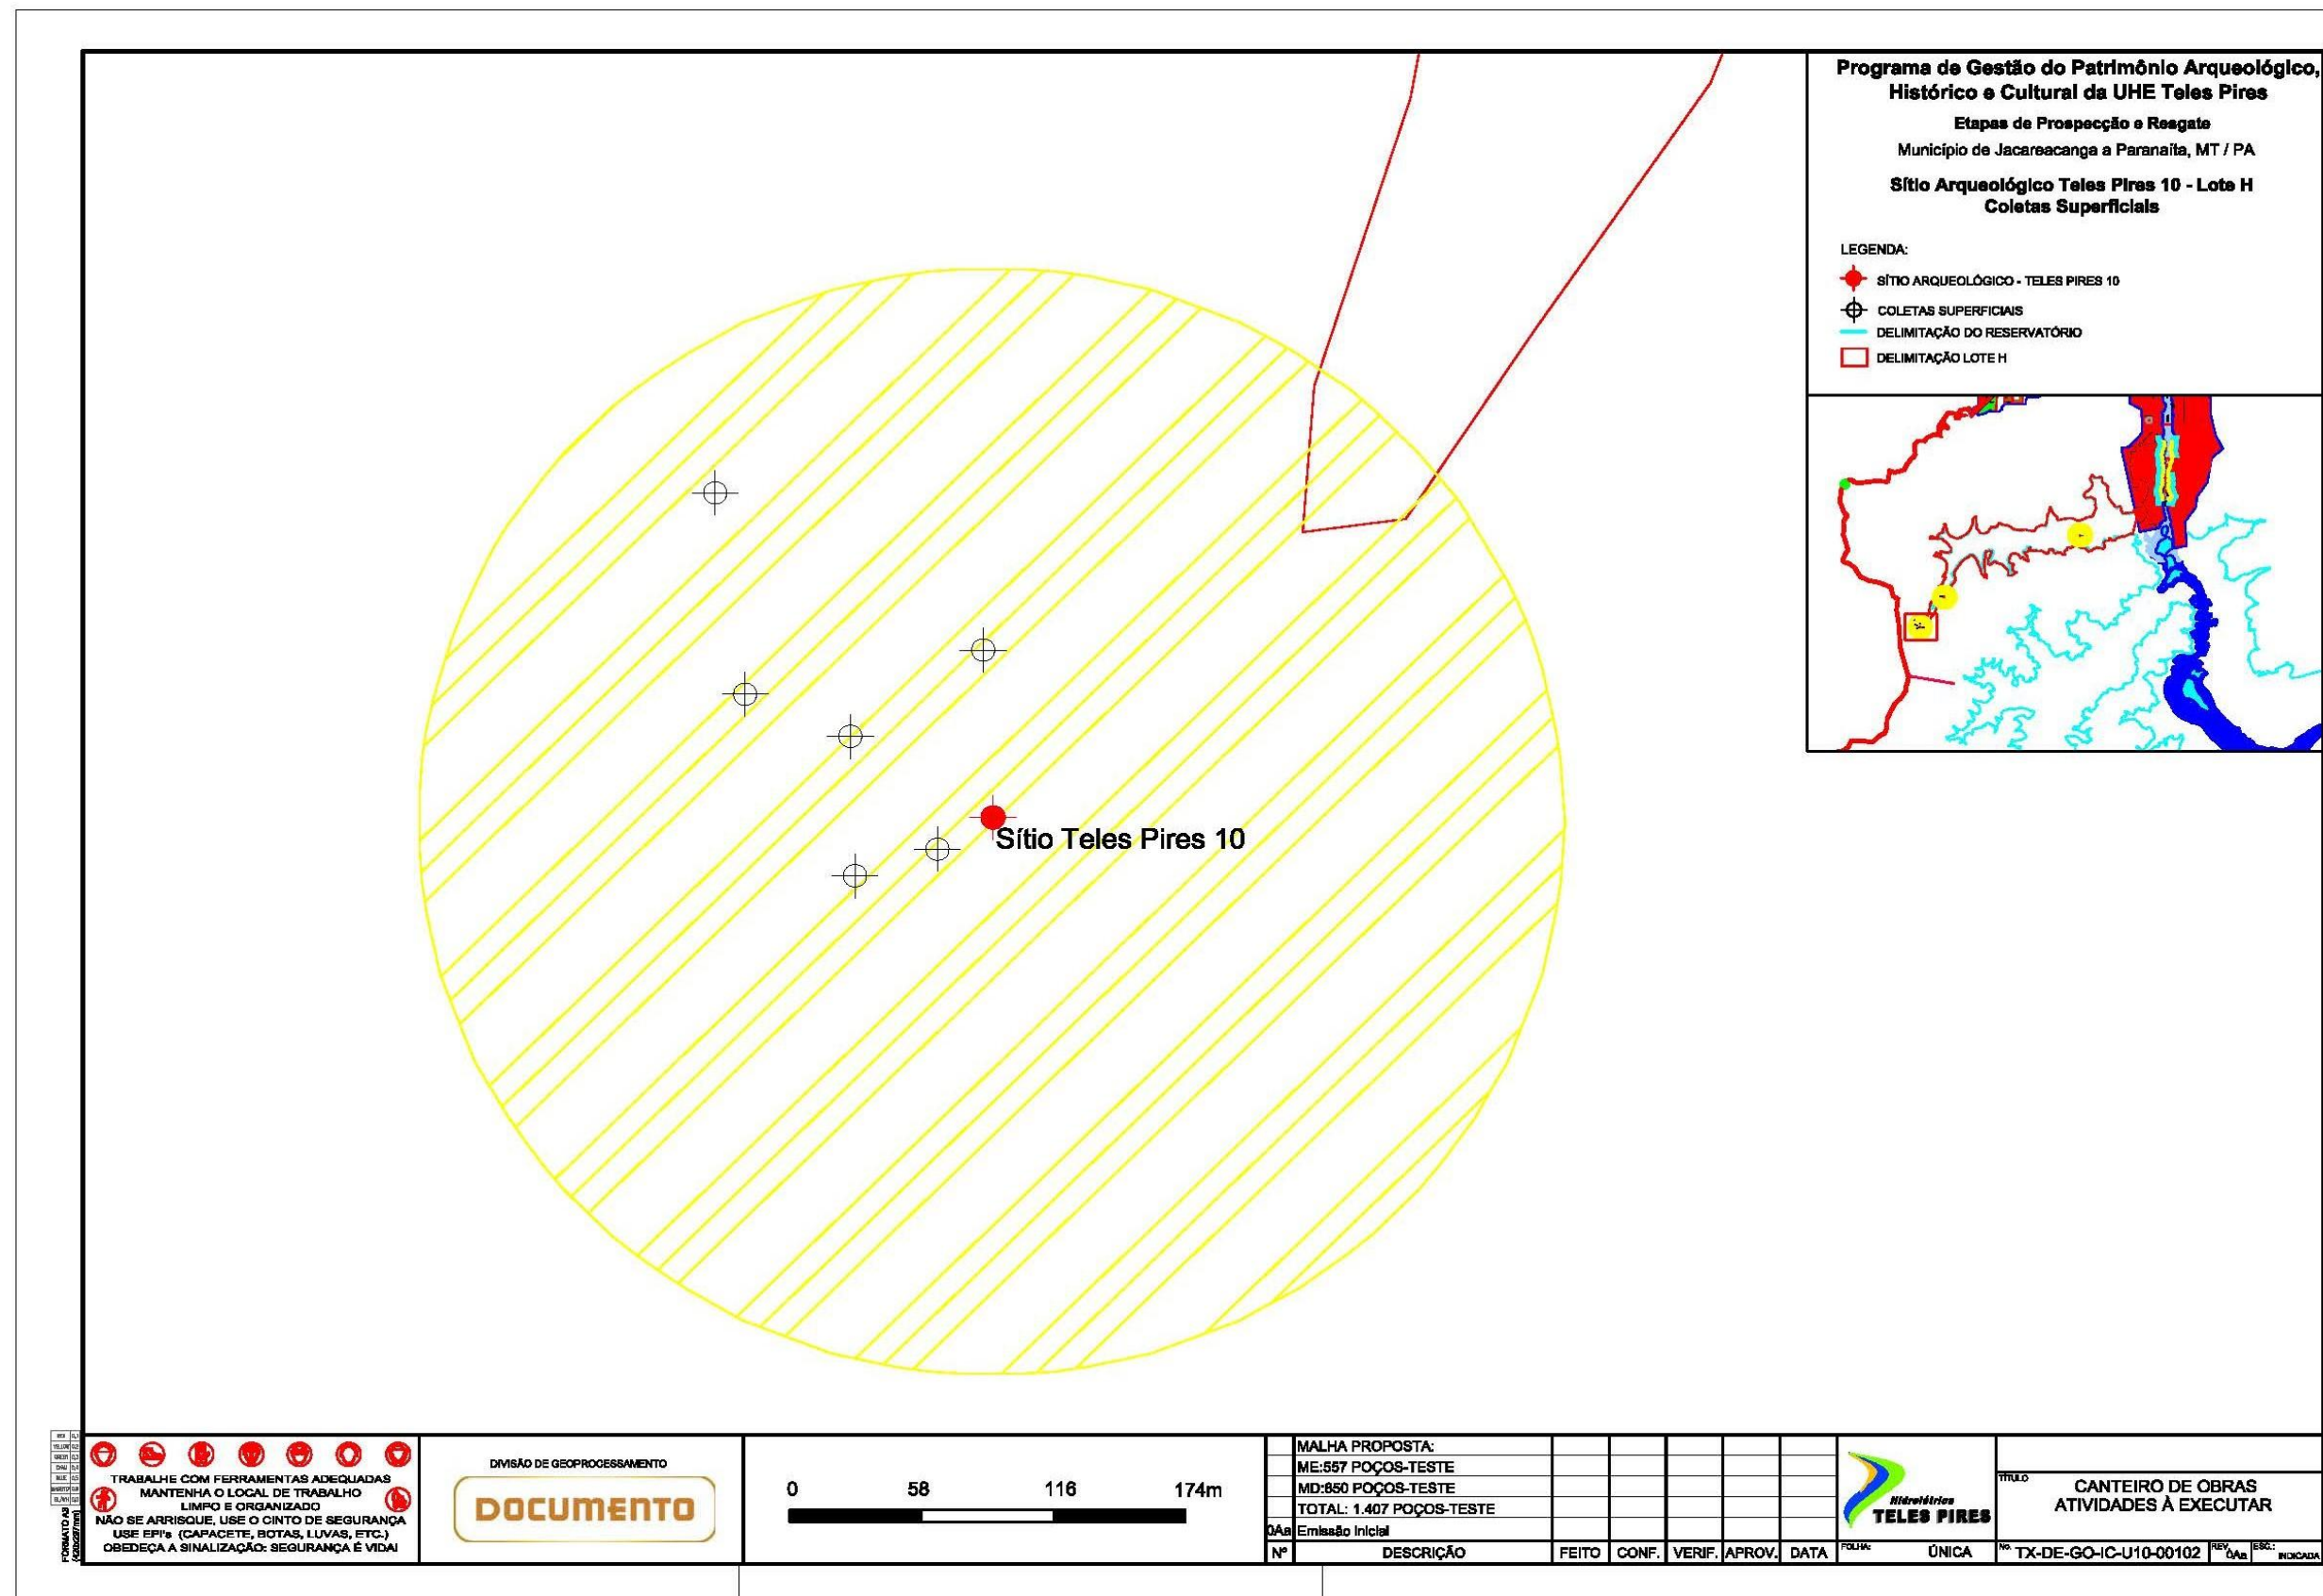 Programa de Gestão do Patrimônio Arqueológico,
Histórico e Cultural da UHE Teles Pires
Etapas de Prospecção e Resgate
Município de Jacareacanga a Paranaíta, MT / PA
Sítio Arqueológico Teles Pires 10 - Lote H
Coletas Superficiais
LEGENDA:
SÍTIO ARQUEOLÓGICO - TELES PIRES 10
COLETAS SUPERFICIAIS
DELIMITAÇÃO DO RESERVATÓRIO
DELIMITAÇÃO LOTE H
Sítio Teles Pires 10
FORMATO A3
(420x297mm)
TRABALHE COM FERRAMENTAS ADEQUADAS
MANTENHA O LOCAL DE TRABALHO
LIMPO E ORGANIZADO
NÃO SE ARRISQUE, USE O CINTO DE SEGURANÇA
USE EPI's (CAPACETE, BOTAS, LUVAS, ETC.)
OBEDEÇA A SINALIZAÇÃO: SEGURANÇA É VIDA!
DIVISÃO DE GEOPROCESSAMENTO
DOCUMENTO
0 58 116 174m
MALHA PROPOSTA:
ME:557 POÇOS-TESTE
MD:850 POÇOS-TESTE
TOTAL: 1.407 POÇOS-TESTE
0Aa Emissão Inicial
Nº DESCRIÇÃO FEITO CONF. VERIF. APROV. DATA
Hidrelétrica
TELES PIRES
FOLHA: ÚNICA
TÍTULO
CANTEIRO DE OBRAS
ATIVIDADES À EXECUTAR
No. TX-DE-GO-IC-U10-00102 REV. 0Aa ESC.: INDICADA